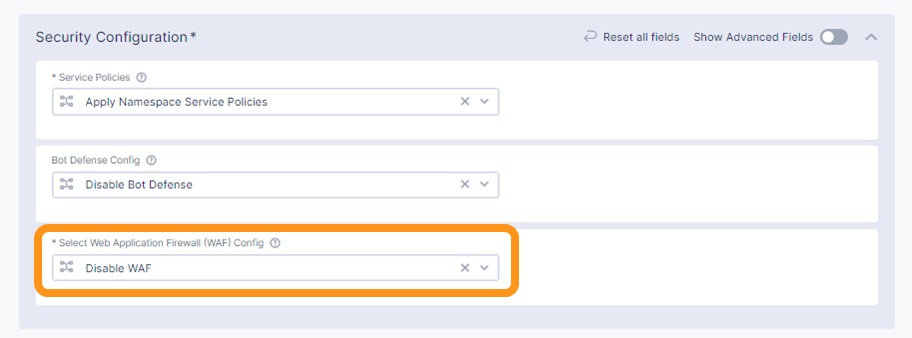 Security Configuration*
Reset all fields
Show Advanced Fields
* Service Policies
Apply Namespace Service Policies
Bot Defense Config
Disable Bot Defense
* Select Web Application Firewall (WAF) Config
Disable WAF